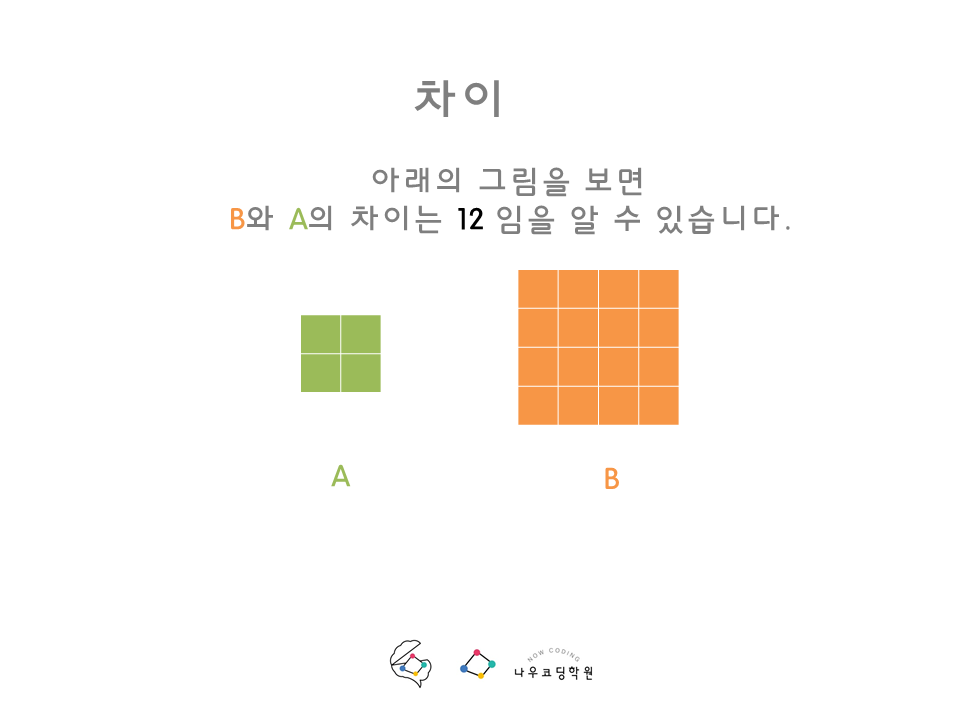 차이
아래의 그림을 보면
B와 A의 차이는 12 임을 알 수 있습니다.
A
B
NOW CODING
나우코딩학원